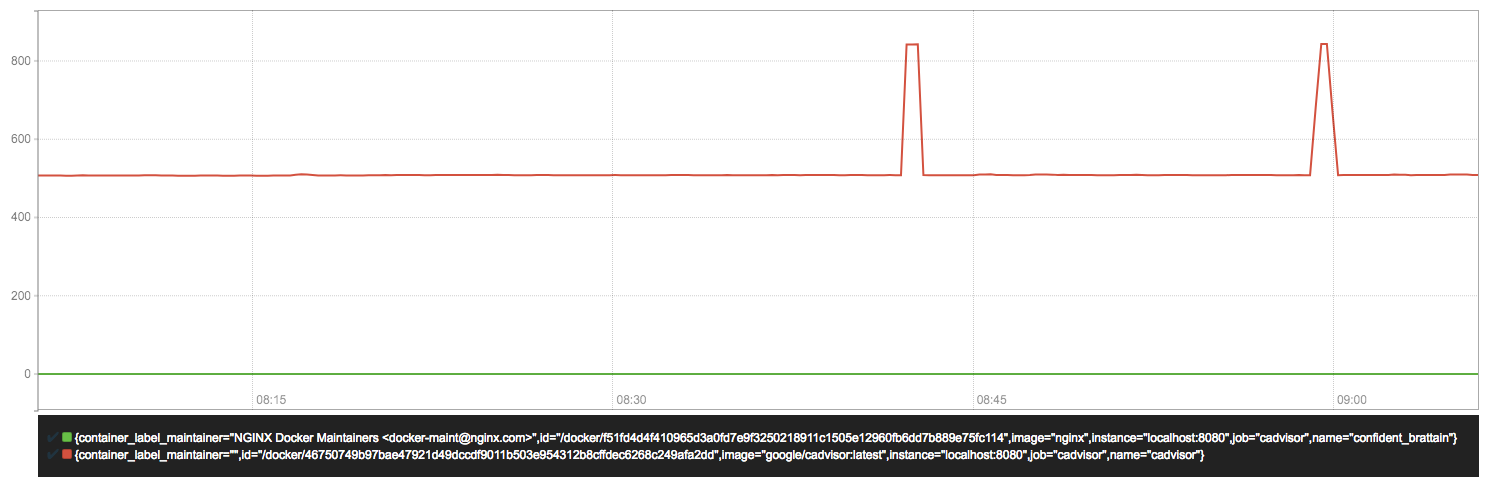 800
600
400
200
0
08:15 08:30 08:45 09:00
✔ {container_label_maintainer="NGINX Docker Maintainers <docker-maint@nginx.com>",id="/docker/f51fd4d4f410965d3a0fd7e9f3250218911c1505e12960fb6dd7b889e75fc114",image="nginx",instance="localhost:8080",job="cadvisor",name="confident_brattain"}
✔ {container_label_maintainer="",id="/docker/46750749b97bae47921d49dccdf9011b503e954312b8cffdec6268c249afa2dd",image="google/cadvisor:latest",instance="localhost:8080",job="cadvisor",name="cadvisor"}